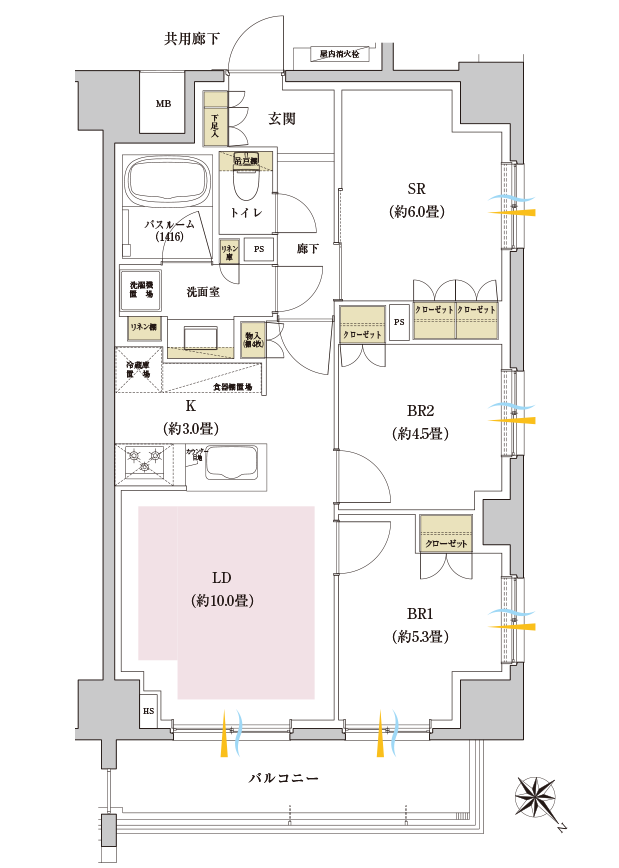 共用廊下
屋内消火栓
MB
下足入
玄関
吊戸棚
トイレ
SR
(約6.0畳)
バスルーム
(1416)
リネン庫
PS
廊下
洗濯機
置場
洗面室
リネン棚
物入
(棚4枚)
クローゼット
PS
クローゼット
クローゼット
冷蔵庫
置場
食器棚置場
K
(約3.0畳)
BR2
(約4.5畳)
カウンター
クローゼット
LD
(約10.0畳)
BR1
(約5.3畳)
HS
バルコニー
Z